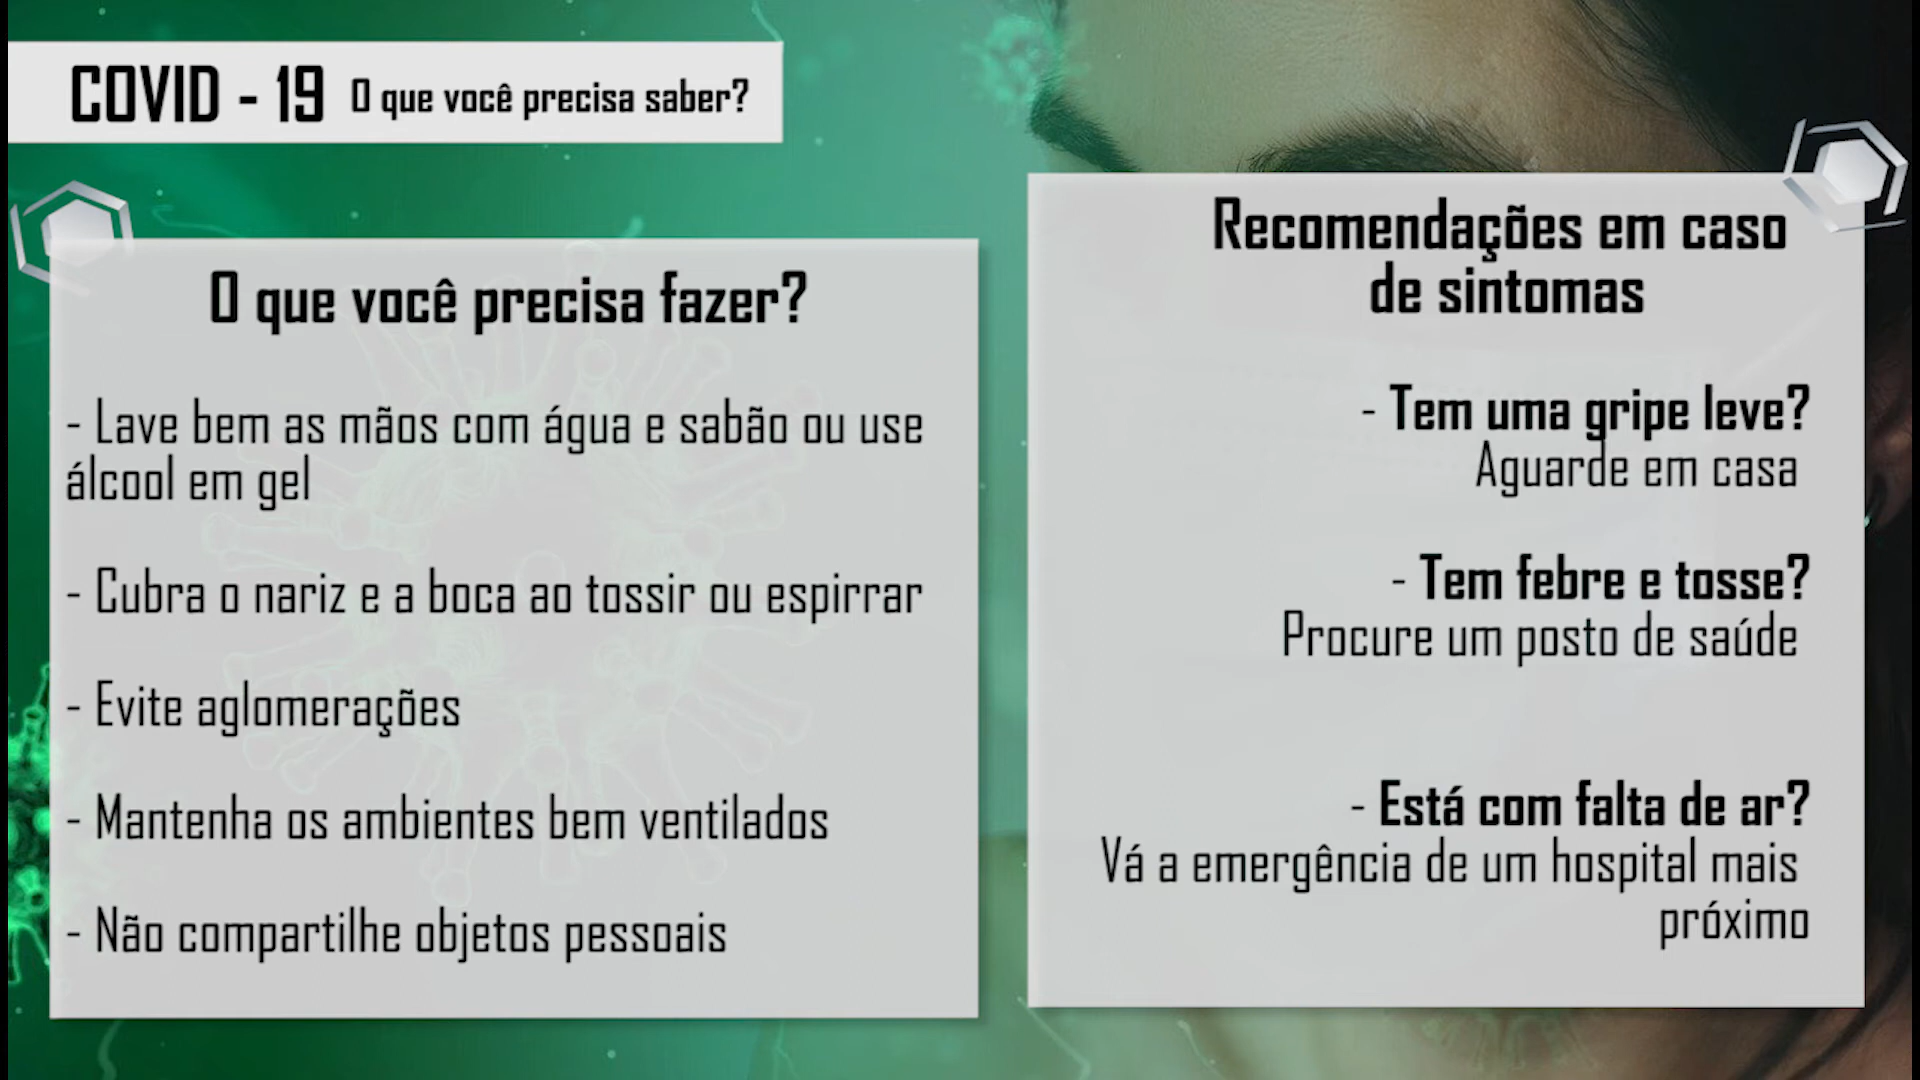 COVID - 19 O que você precisa saber?
O que você precisa fazer?
- Lave bem as mãos com água e sabão ou use
álcool em gel
- Cubra o nariz e a boca ao tossir ou espirrar
- Evite aglomerações
- Mantenha os ambientes bem ventilados
- Não compartilhe objetos pessoais
Recomendações em caso
de sintomas
- Tem uma gripe leve?
Aguarde em casa
- Tem febre e tosse?
Procure um posto de saúde
- Está com falta de ar?
Vá a emergência de um hospital mais
próximo